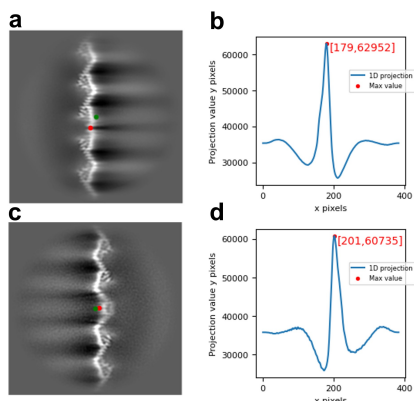 a
b
[179,62952]
1D projection
Max value
60000
50000
40000
30000
Projection value y pixels
0
200
400
x pixels
c
d
[201,60735]
1D projection
Max value
60000
50000
40000
30000
Projection value y pixels
0
200
400
x pixels